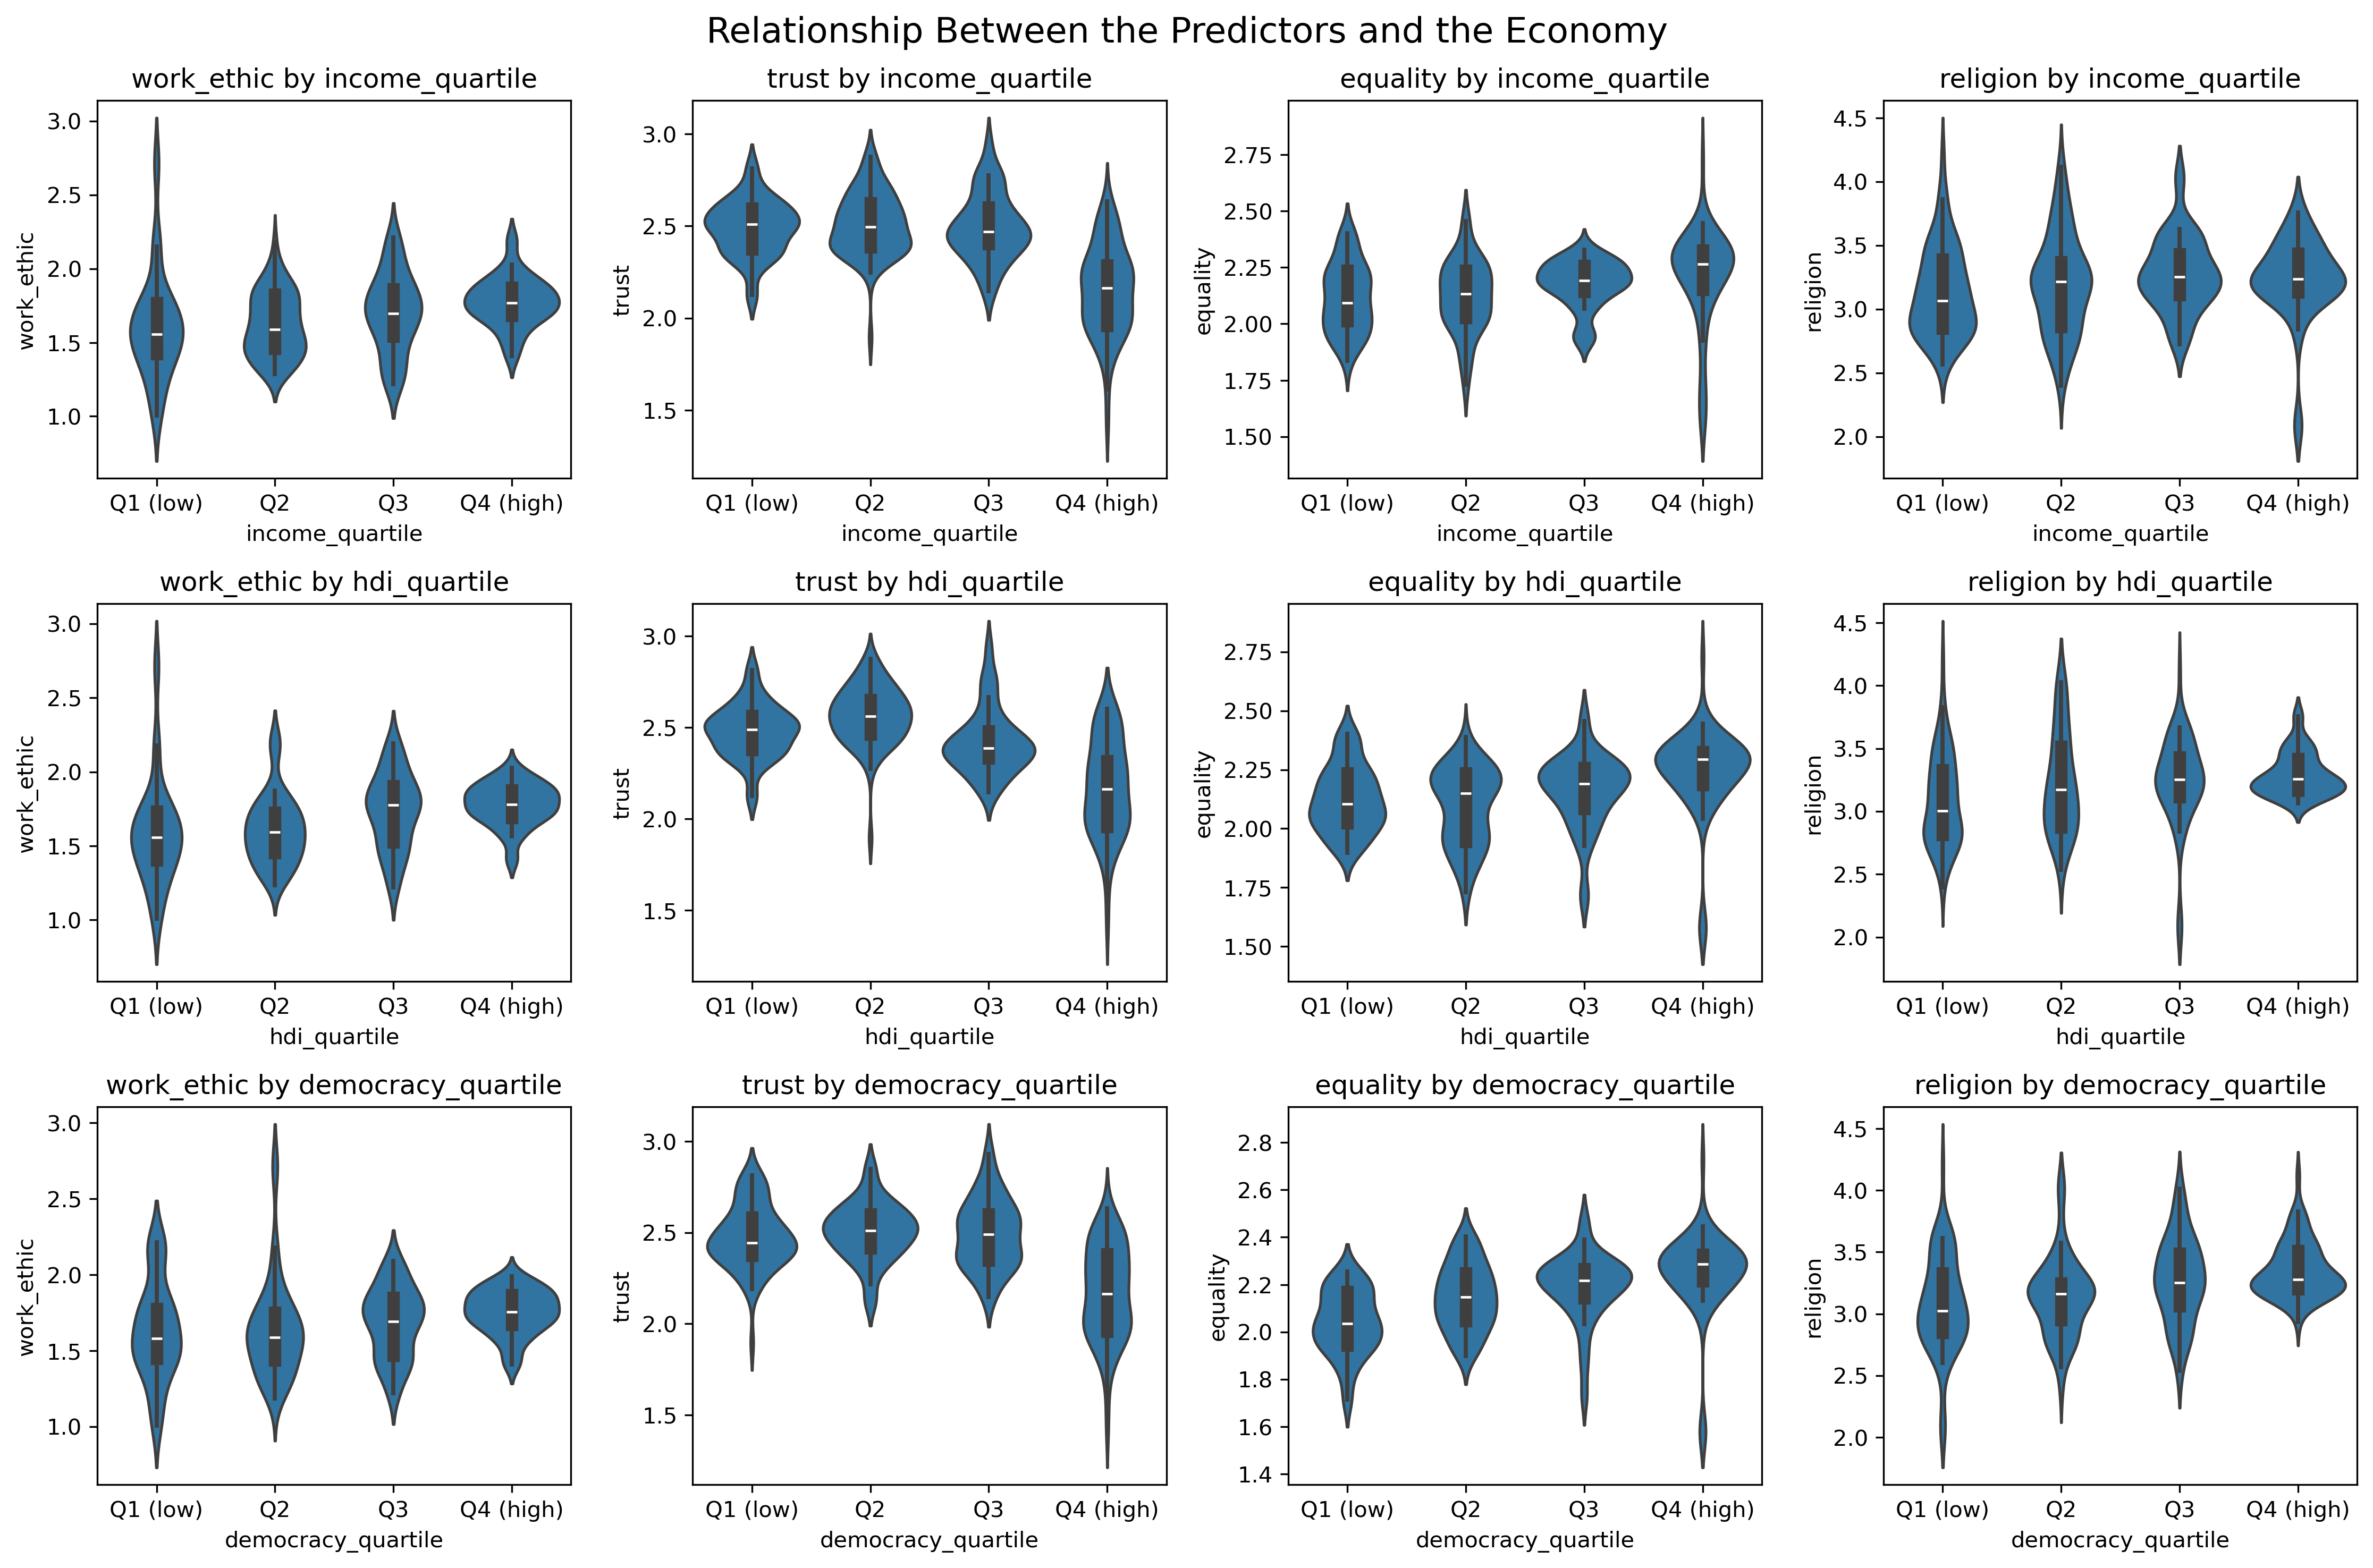 Relationship Between the Predictors and the Economy
work_ethic by income_quartile
3.0
2.5
2.0
1.5
1.0
work_ethic
Q1 (low) Q2 Q3 Q4 (high)
income_quartile
trust by income_quartile
3.0
2.5
2.0
1.5
trust
Q1 (low) Q2 Q3 Q4 (high)
income_quartile
equality by income_quartile
2.75
2.50
2.25
2.00
1.75
1.50
equality
Q1 (low) Q2 Q3 Q4 (high)
income_quartile
religion by income_quartile
4.5
4.0
3.5
3.0
2.5
2.0
religion
Q1 (low) Q2 Q3 Q4 (high)
income_quartile
work_ethic by hdi_quartile
3.0
2.5
2.0
1.5
1.0
work_ethic
Q1 (low) Q2 Q3 Q4 (high)
hdi_quartile
trust by hdi_quartile
3.0
2.5
2.0
1.5
trust
Q1 (low) Q2 Q3 Q4 (high)
hdi_quartile
equality by hdi_quartile
2.75
2.50
2.25
2.00
1.75
1.50
equality
Q1 (low) Q2 Q3 Q4 (high)
hdi_quartile
religion by hdi_quartile
4.5
4.0
3.5
3.0
2.5
2.0
religion
Q1 (low) Q2 Q3 Q4 (high)
hdi_quartile
work_ethic by democracy_quartile
3.0
2.5
2.0
1.5
1.0
work_ethic
Q1 (low) Q2 Q3 Q4 (high)
democracy_quartile
trust by democracy_quartile
3.0
2.5
2.0
1.5
trust
Q1 (low) Q2 Q3 Q4 (high)
democracy_quartile
equality by democracy_quartile
2.8
2.6
2.4
2.2
2.0
1.8
1.6
1.4
equality
Q1 (low) Q2 Q3 Q4 (high)
democracy_quartile
religion by democracy_quartile
4.5
4.0
3.5
3.0
2.5
2.0
religion
Q1 (low) Q2 Q3 Q4 (high)
democracy_quartile